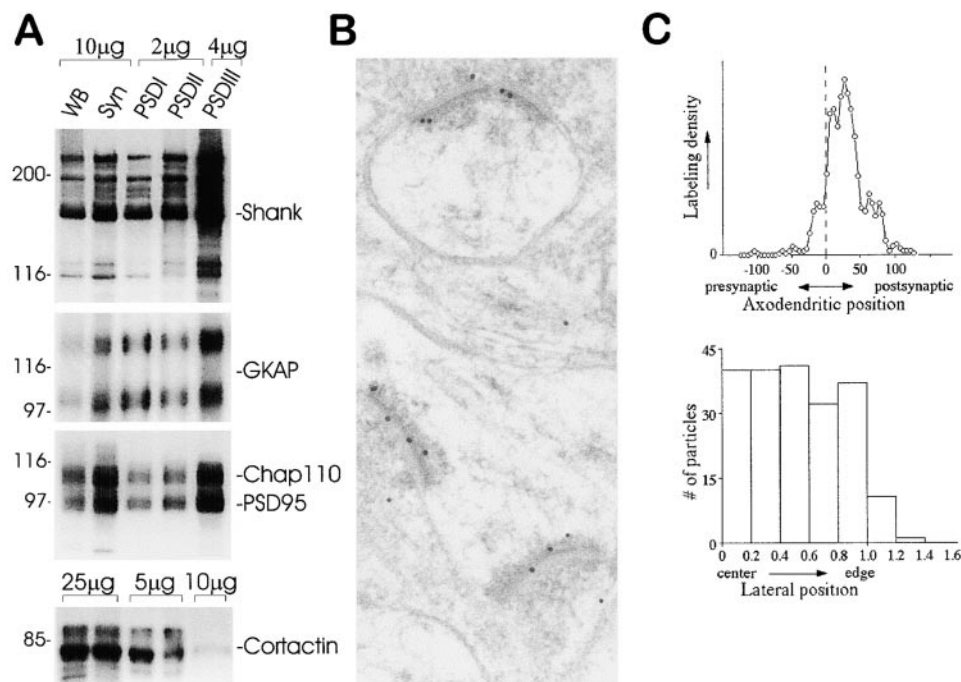 A
10µg 2µg 4µg
WB Syn PSDI PSDII PSDIII
200-
-Shank
116-
116-
-GKAP
97-
116-
-Chap110
97-
-PSD95
25µg 5µg 10µg
85-
-Cortactin
B
C
Labeling density
0
-100 -50 0 50 100
presynaptic postsynaptic
Axodendritic position
# of particles
45
30
15
0
0 0.2 0.4 0.6 0.8 1.0 1.2 1.4 1.6
center edge
Lateral position